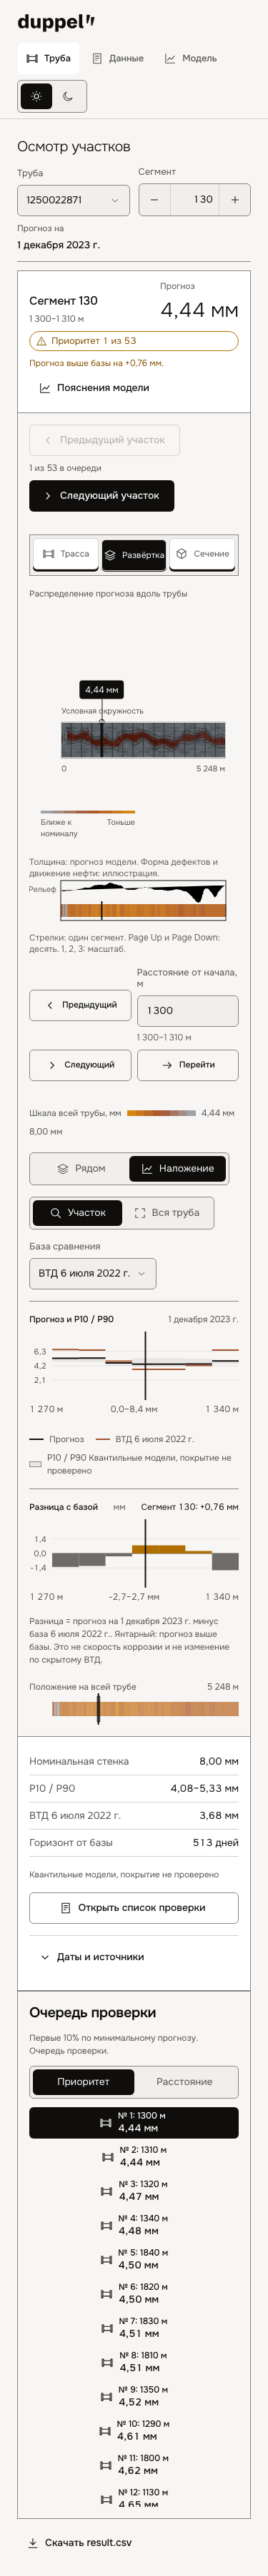 duppel"
Труба
Данные
Модель
Осмотр участков
Труба
Сегмент
1250022871
130
Прогноз на
1 декабря 2023 г.
Прогноз
Сегмент 130
4,44 мм
1 300–1 310 м
Приоритет 1 из 53
Прогноз выше базы на +0,76 мм.
Пояснения модели
Предыдущий участок
1 из 53 в очереди
Следующий участок
Трасса
Развёртка
Сечение
Распределение прогноза вдоль трубы
4,44 мм
Условная окружность
0
5 248 м
Ближе к номиналу
Тоньше
Толщина: прогноз модели. Форма дефектов и
движение нефти: иллюстрация.
Рельеф
Стрелки: один сегмент. Page Up и Page Down:
десять. 1, 2, 3: масштаб.
Расстояние от начала,
м
Предыдущий
1 300
1 300–1 310 м
Следующий
Перейти
Шкала всей трубы, мм
4,44 мм
8,00 мм
Рядом
Наложение
Участок
Вся труба
База сравнения
ВТД 6 июля 2022 г.
Прогноз и P10 / P90
1 декабря 2023 г.
6,3
4,2
2,1
1 270 м
0,0–8,4 мм
1 340 м
Прогноз
ВТД 6 июля 2022 г.
P10 / P90 Квантильные модели, покрытие не
проверено
Разница с базой
мм
Сегмент 130: +0,76 мм
1,4
0,0
-1,4
1 270 м
-2,7–2,7 мм
1 340 м
Разница = прогноз на 1 декабря 2023 г. минус
база 6 июля 2022 г.. Янтарный: прогноз выше
базы. Это не скорость коррозии и не изменение
по скрытому ВТД.
Положение на всей трубе
5 248 м
Номинальная стенка
8,00 мм
P10 / P90
4,08–5,33 мм
ВТД 6 июля 2022 г.
3,68 мм
Горизонт от базы
513 дней
Квантильные модели, покрытие не проверено
Открыть список проверки
Даты и источники
Очередь проверки
Первые 10% по минимальному прогнозу.
Очередь проверки.
Приоритет
Расстояние
№ 1: 1300 м
4,44 мм
№ 2: 1310 м
4,44 мм
№ 3: 1320 м
4,47 мм
№ 4: 1340 м
4,48 мм
№ 5: 1840 м
4,50 мм
№ 6: 1820 м
4,50 мм
№ 7: 1830 м
4,51 мм
№ 8: 1810 м
4,51 мм
№ 9: 1350 м
4,52 мм
№ 10: 1290 м
4,61 мм
№ 11: 1800 м
4,62 мм
№ 12: 1130 м
4,65 мм
Скачать result.csv